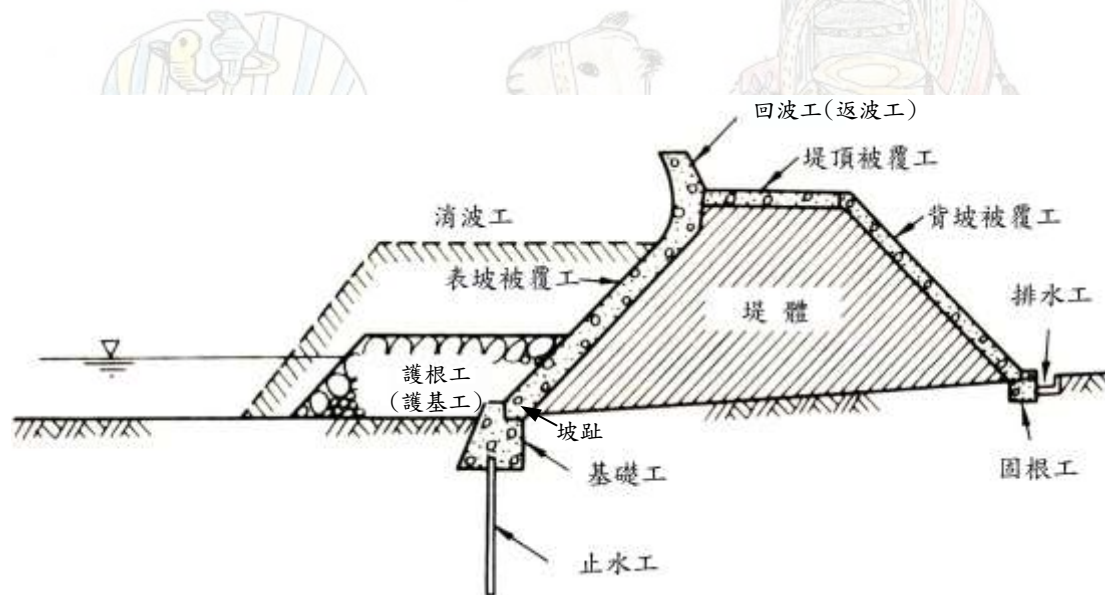 回波工(返波工)
堤頂被覆工
消波工
背坡被覆工
表坡被覆工
排水工
堤體
護根工
(護基工)
坡趾
基礎工
固根工
止水工